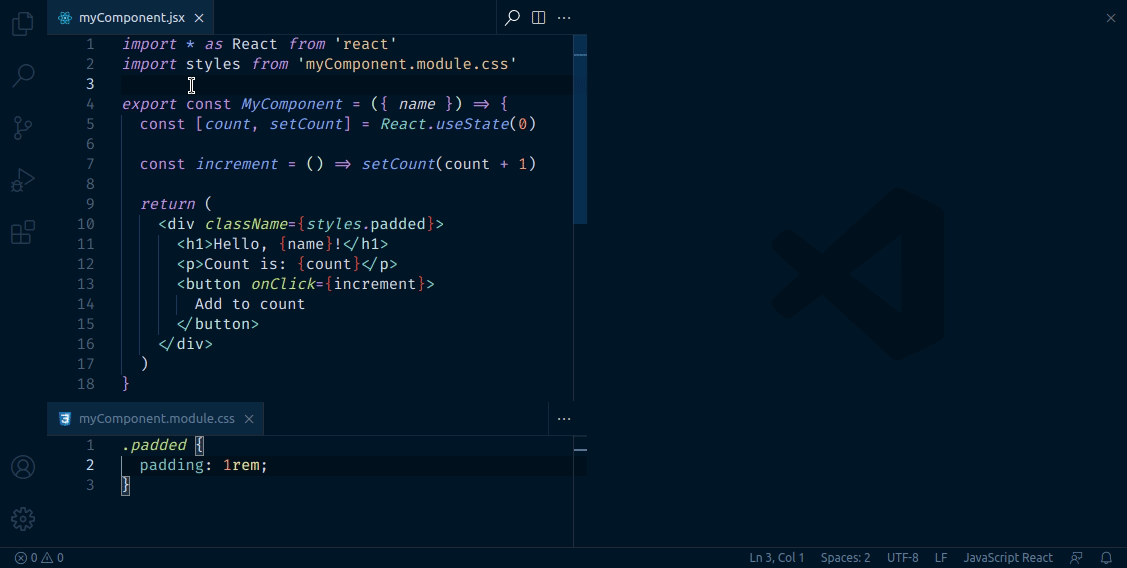 myComponent.jsx
1 import * as React from 'react'
2 import styles from 'myComponent.module.css'
3
4 export const MyComponent = ({ name }) => {
5 const [count, setCount] = React.useState(0)
6
7 const increment = () => setCount(count + 1)
8
9 return (
10 <div className={styles.padded}>
11 <h1>Hello, {name}!</h1>
12 <p>Count is: {count}</p>
13 <button onClick={increment}>
14 Add to count
15 </button>
16 </div>
17 )
18 }
myComponent.module.css
1 .padded {
2 padding: 1rem;
3 }
0 0 Ln 3, Col 1 Spaces: 2 UTF-8 LF JavaScript React